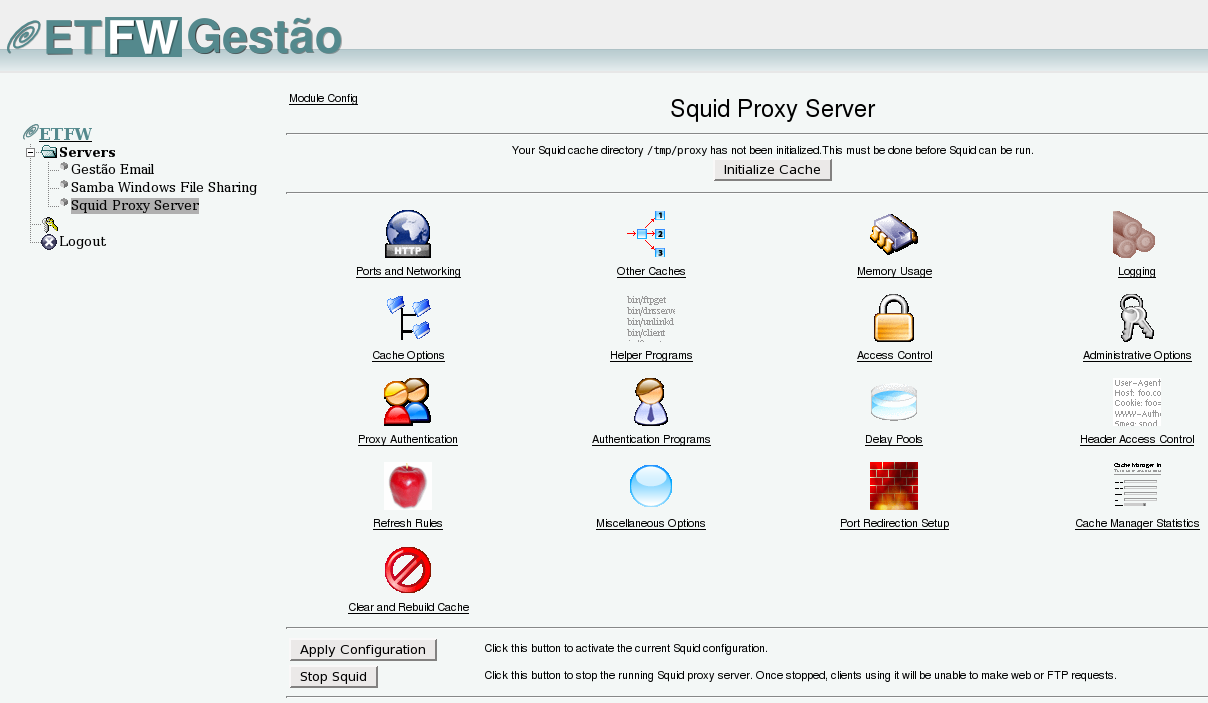 ETFW Gestão
Module Config
Squid Proxy Server
ETFW
Servers
Gestão Email
Samba Windows File Sharing
Squid Proxy Server
Logout
Your Squid cache directory /tmp/proxy has not been initialized.This must be done before Squid can be run.
Initialize Cache
HTTP
1
2
3
Ports and Networking
Other Caches
Memory Usage
Logging
bin/ftpget
bin/dnsserve
bin/unlinkd
bin/client
Cache Options
Helper Programs
Access Control
Administrative Options
User-Agent
Host: foo.co
Cookie: foo=
WWW-Authe
Smeg: spod
Proxy Authentication
Authentication Programs
Delay Pools
Header Access Control
Cache Manager In
Refresh Rules
Miscellaneous Options
Port Redirection Setup
Cache Manager Statistics
Clear and Rebuild Cache
Apply Configuration
Click this button to activate the current Squid configuration.
Stop Squid
Click this button to stop the running Squid proxy server. Once stopped, clients using it will be unable to make web or FTP requests.